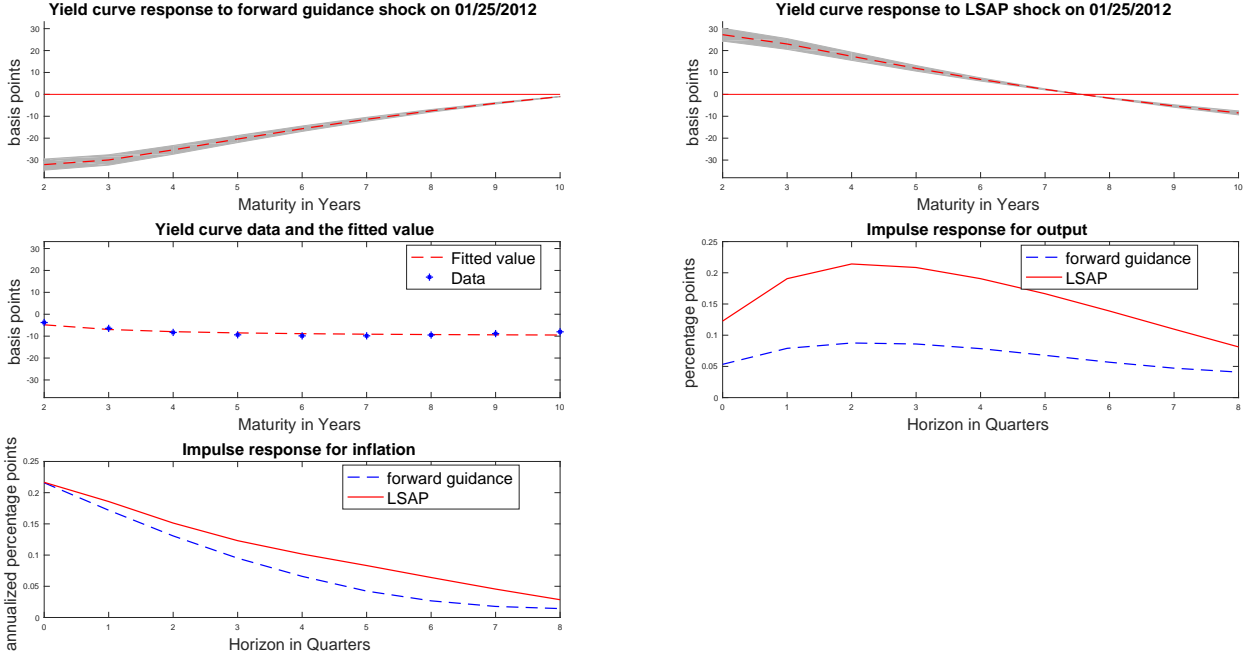 Yield curve response to forward guidance shock on 01/25/2012
basis points
30
20
10
0
-10
-20
-30
2 3 4 5 6 7 8 9 10
Maturity in Years
Yield curve response to LSAP shock on 01/25/2012
basis points
30
20
10
0
-10
-20
-30
2 3 4 5 6 7 8 9 10
Maturity in Years
Yield curve data and the fitted value
basis points
30
20
10
0
-10
-20
-30
Fitted value
Data
2 3 4 5 6 7 8 9 10
Maturity in Years
Impulse response for output
percentage points
0.25
0.2
0.15
0.1
0.05
0
forward guidance
LSAP
0 1 2 3 4 5 6 7 8
Horizon in Quarters
Impulse response for inflation
annualized percentage points
0.25
0.2
0.15
0.1
0.05
0
forward guidance
LSAP
0 1 2 3 4 5 6 7 8
Horizon in Quarters